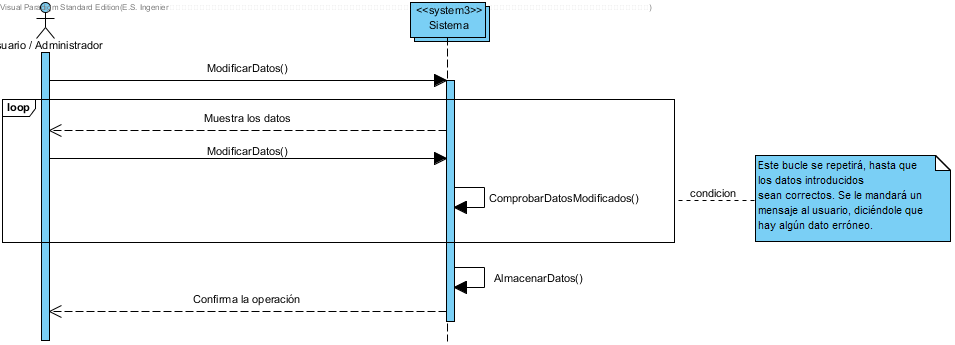 Visual Paradigm Standard Edition(E.S. Ingenier
<<system3>>
Sistema
suario / Administrador
ModificarDatos()
loop
Muestra los datos
ModificarDatos()
ComprobarDatosModificados()
condicion
Este bucle se repetirá, hasta que
los datos introducidos
sean correctos. Se le mandará un
mensaje al usuario, diciéndole que
hay algún dato erróneo.
AlmacenarDatos()
Confirma la operación